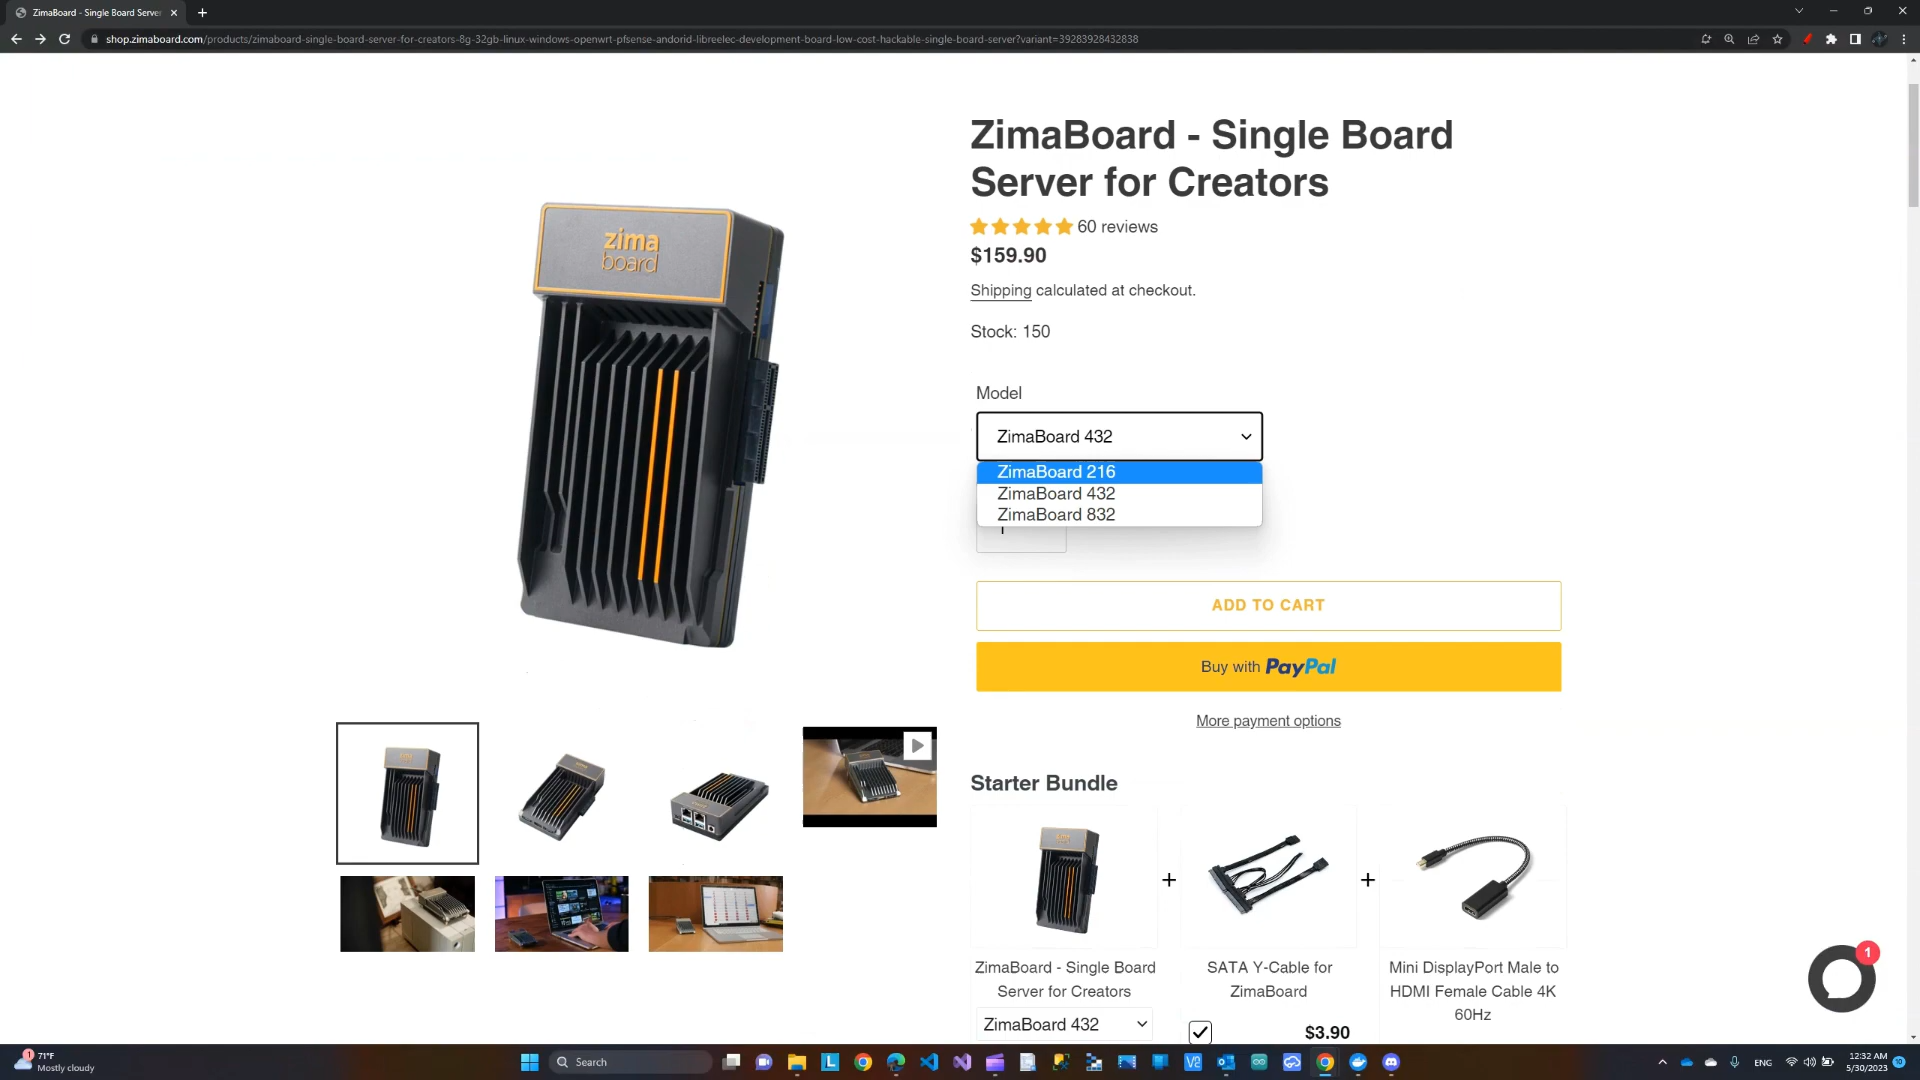 ZimaBoard - Single Board Server
shop.zimaboard.com/products/zimaboard-single-board-server-for-creators-8g-32gb-linux-windows-openwrt-pfsense-andorid-libreelec-development-board-low-cost-hackable-single-board-server?variant=39283928432838
zima
board
ZimaBoard - Single Board
Server for Creators
60 reviews
$159.90
Shipping calculated at checkout.
Stock: 150
Model
ZimaBoard 432
ZimaBoard 216
ZimaBoard 432
ZimaBoard 832
ADD TO CART
Buy with PayPal
More payment options
Starter Bundle
+
+
ZimaBoard - Single Board
Server for Creators
ZimaBoard 432
SATA Y-Cable for
ZimaBoard
$3.90
Mini DisplayPort Male to
HDMI Female Cable 4K
60Hz
1
1
71°F
Mostly cloudy
Search
ENG
12:32 AM
5/30/2023